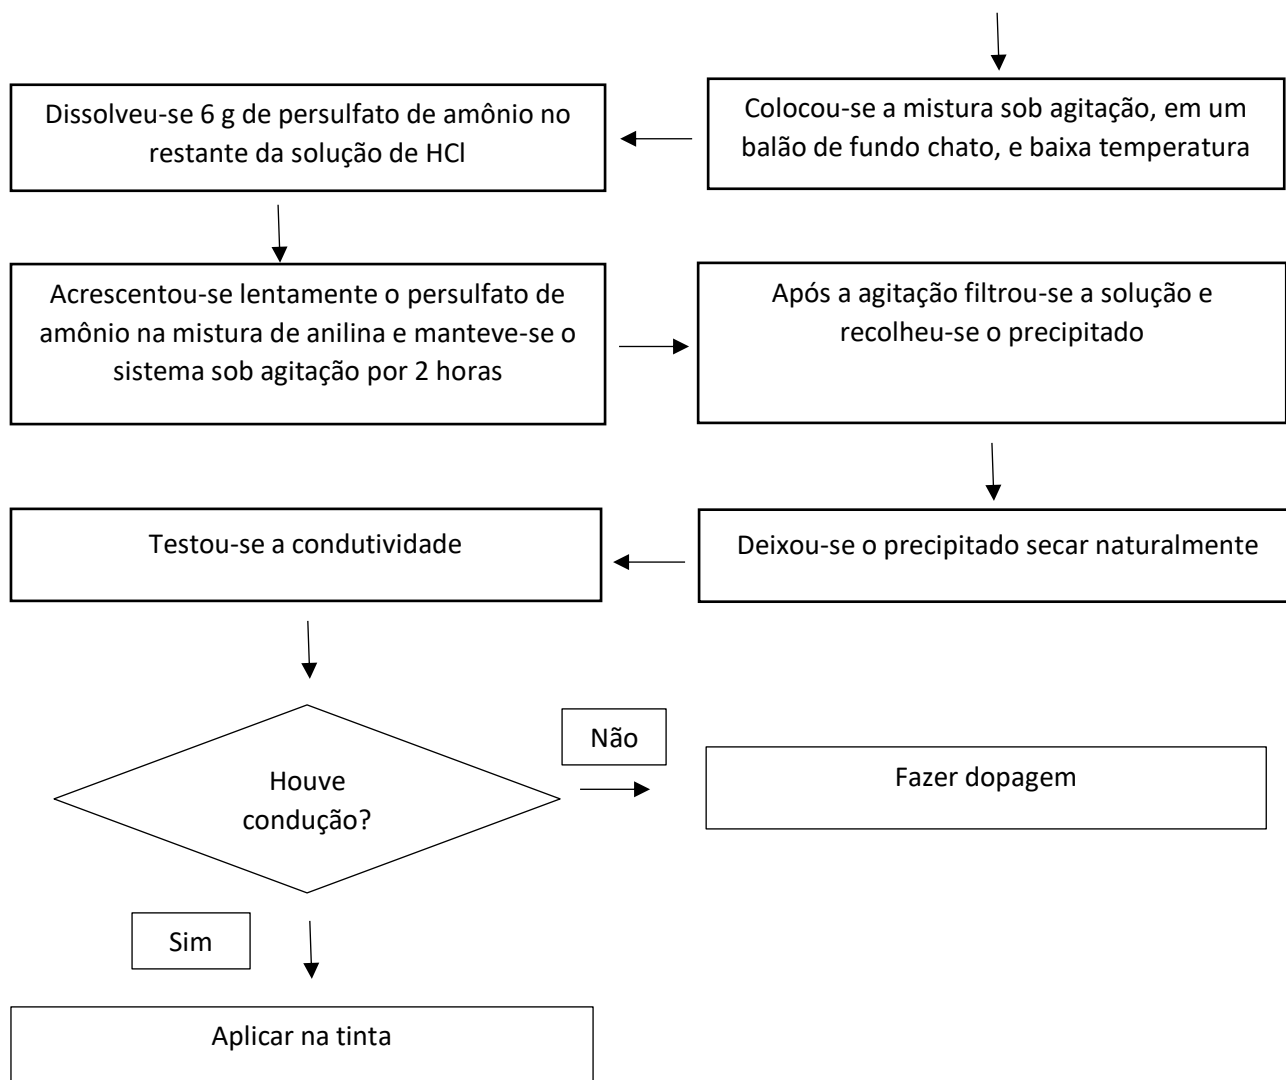 Colocou-se a mistura sob agitação, em um
balão de fundo chato, e baixa temperatura
Dissolveu-se 6 g de persulfato de amônio no
restante da solução de HCl
Acrescentou-se lentamente o persulfato de
amônio na mistura de anilina e manteve-se o
sistema sob agitação por 2 horas
Após a agitação filtrou-se a solução e
recolheu-se o precipitado
Deixou-se o precipitado secar naturalmente
Testou-se a condutividade
Houve
condução?
Não
Fazer dopagem
Sim
Aplicar na tinta